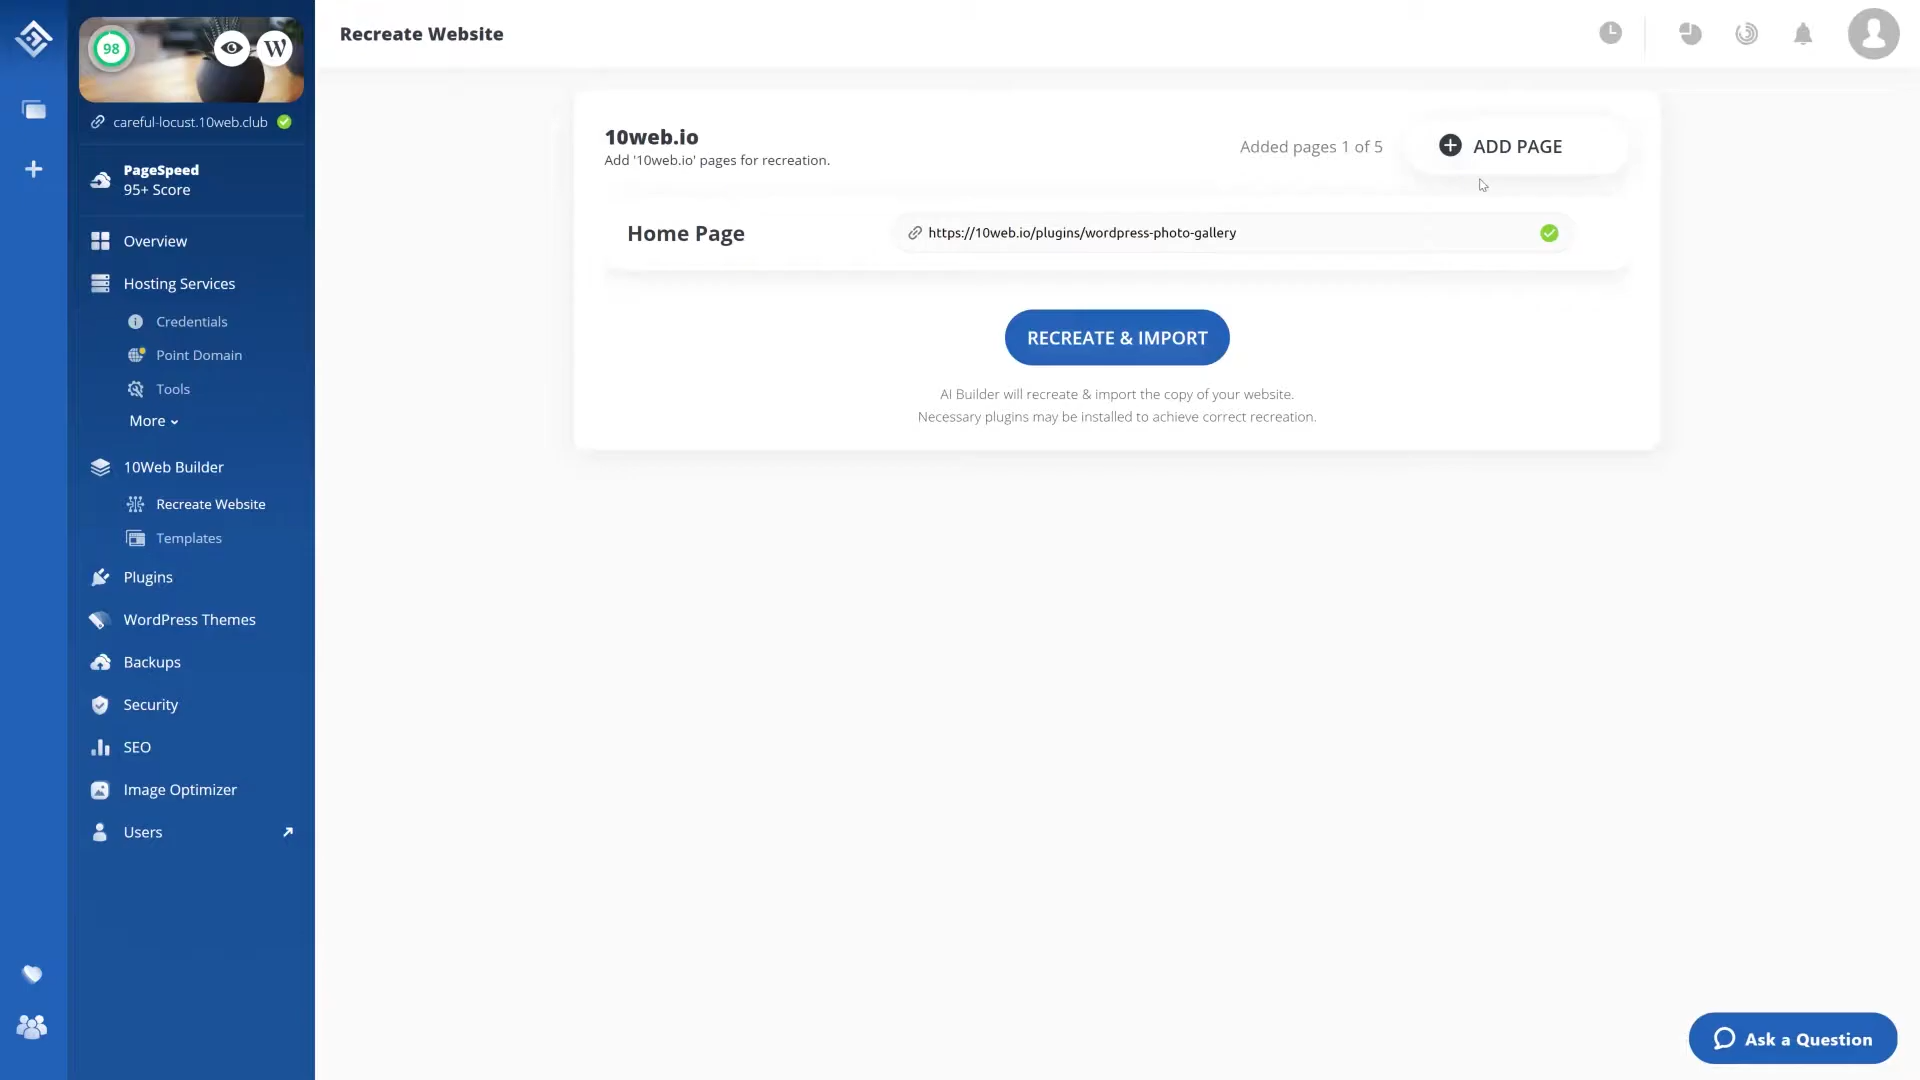 98
W
careful-locust.10web.club
PageSpeed
95+ Score
Overview
Hosting Services
Credentials
Point Domain
Tools
More
10Web Builder
Recreate Website
Templates
Plugins
WordPress Themes
Backups
Security
SEO
Image Optimizer
Users
Recreate Website
10web.io
Add '10web.io' pages for recreation.
Added pages 1 of 5
ADD PAGE
Home Page
https://10web.io/plugins/wordpress-photo-gallery
RECREATE & IMPORT
AI Builder will recreate & import the copy of your website.
Necessary plugins may be installed to achieve correct recreation.
Ask a Question